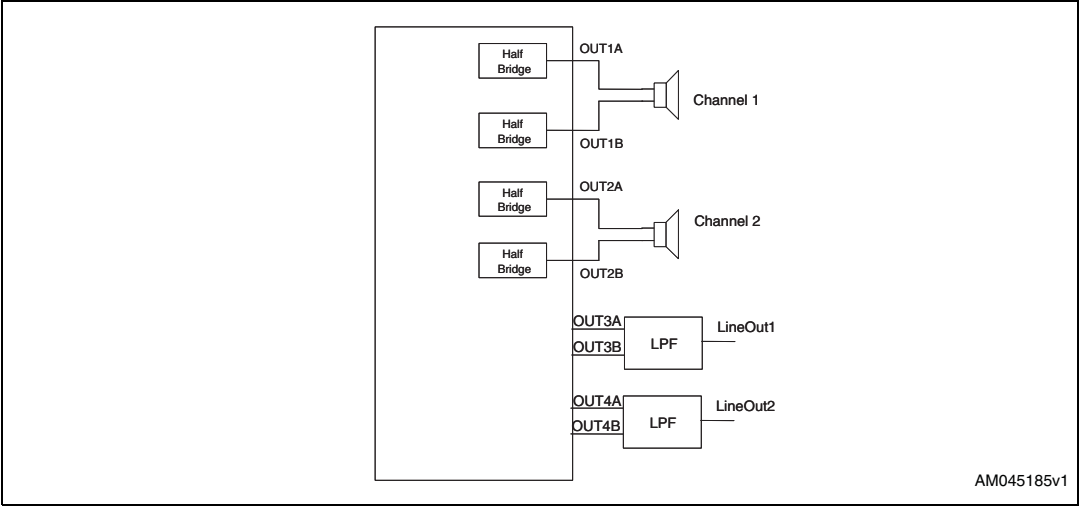 Half
Bridge
OUT1A
Channel 1
Half
Bridge
OUT1B
Half
Bridge
OUT2A
Channel 2
Half
Bridge
OUT2B
OUT3A
OUT3B
LPF
LineOut1
OUT4A
OUT4B
LPF
LineOut2
AM045185v1